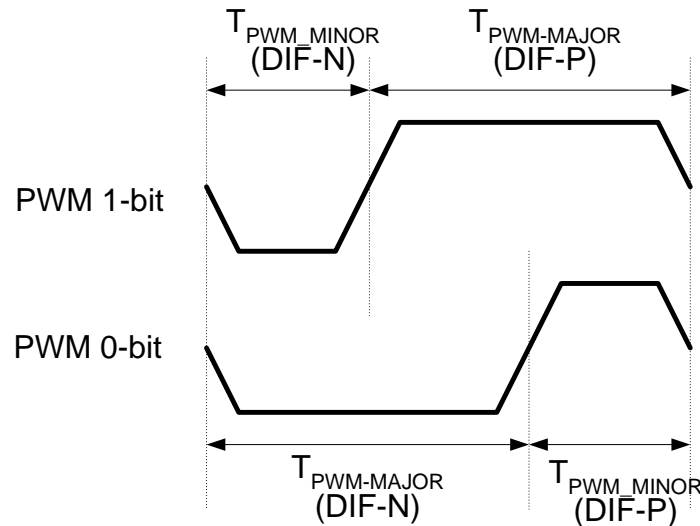 TPWM_MINOR TPWM-MAJOR
(DIF-N) (DIF-P)
PWM 1-bit
PWM 0-bit
TPWM-MAJOR TPWM_MINOR
(DIF-N) (DIF-P)